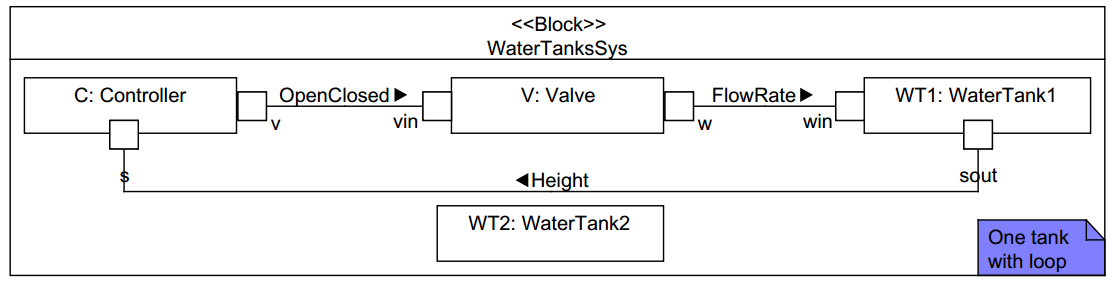 <<Block>>
WaterTanksSys
C: Controller
OpenClosed
V: Valve
FlowRate
WT1: WaterTank1
v
vin
w
win
s
Height
sout
WT2: WaterTank2
One tank
with loop